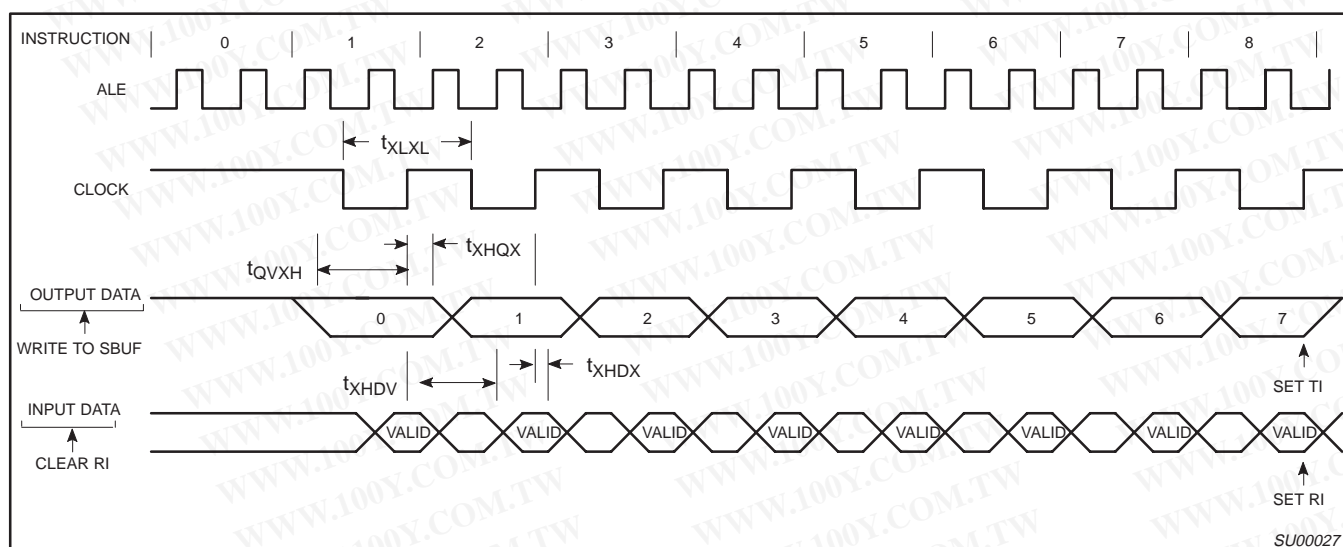 INSTRUCTION 0 1 2 3 4 5 6 7 8
ALE
tXLXL
CLOCK
tXHQX
tQVXH
OUTPUT DATA 0 1 2 3 4 5 6 7
WRITE TO SBUF
tXHDV tXHDX
SET TI
INPUT DATA VALID VALID VALID VALID VALID VALID VALID VALID
CLEAR RI
SET RI
SU00027
WWW.100Y.COM.TW